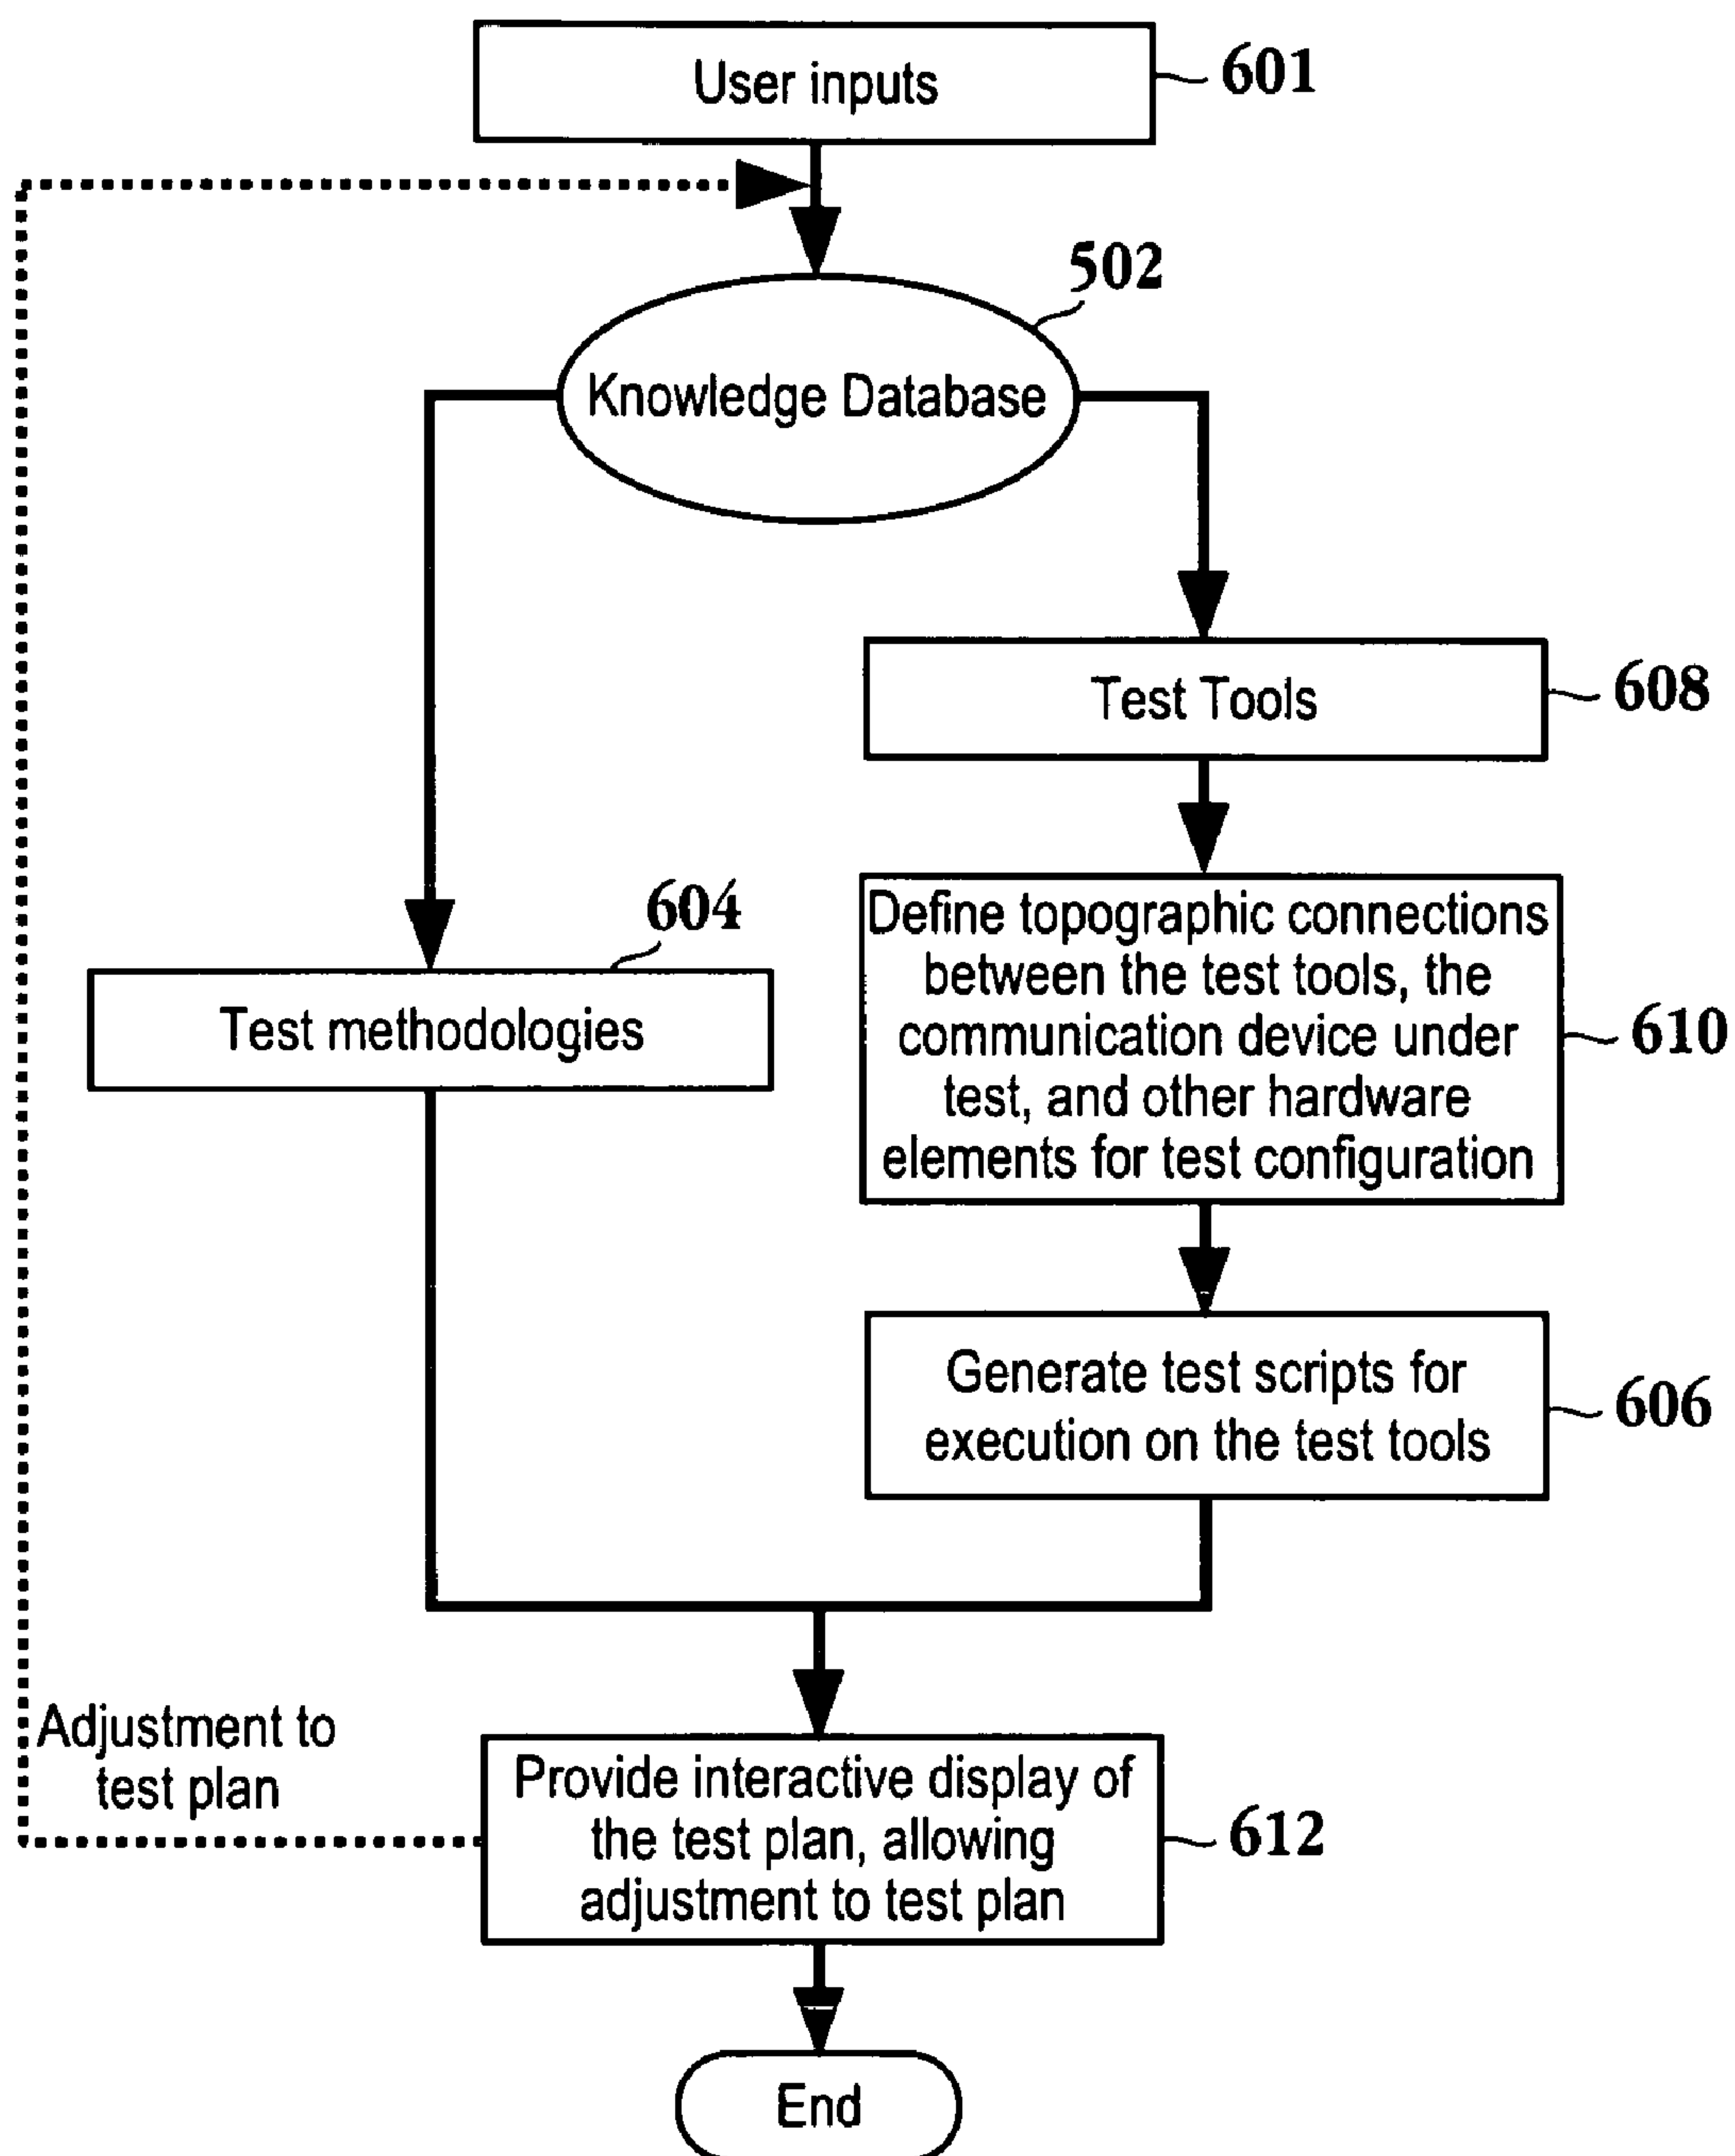 User inputs
601
502
Knowledge Database
Test Tools
608
604
Test methodologies
Define topographic connections
between the test tools, the
communication device under
test, and other hardware
elements for test configuration
610
Generate test scripts for
execution on the test tools
606
Adjustment to
test plan
Provide interactive display of
the test plan, allowing
adjustment to test plan
612
End